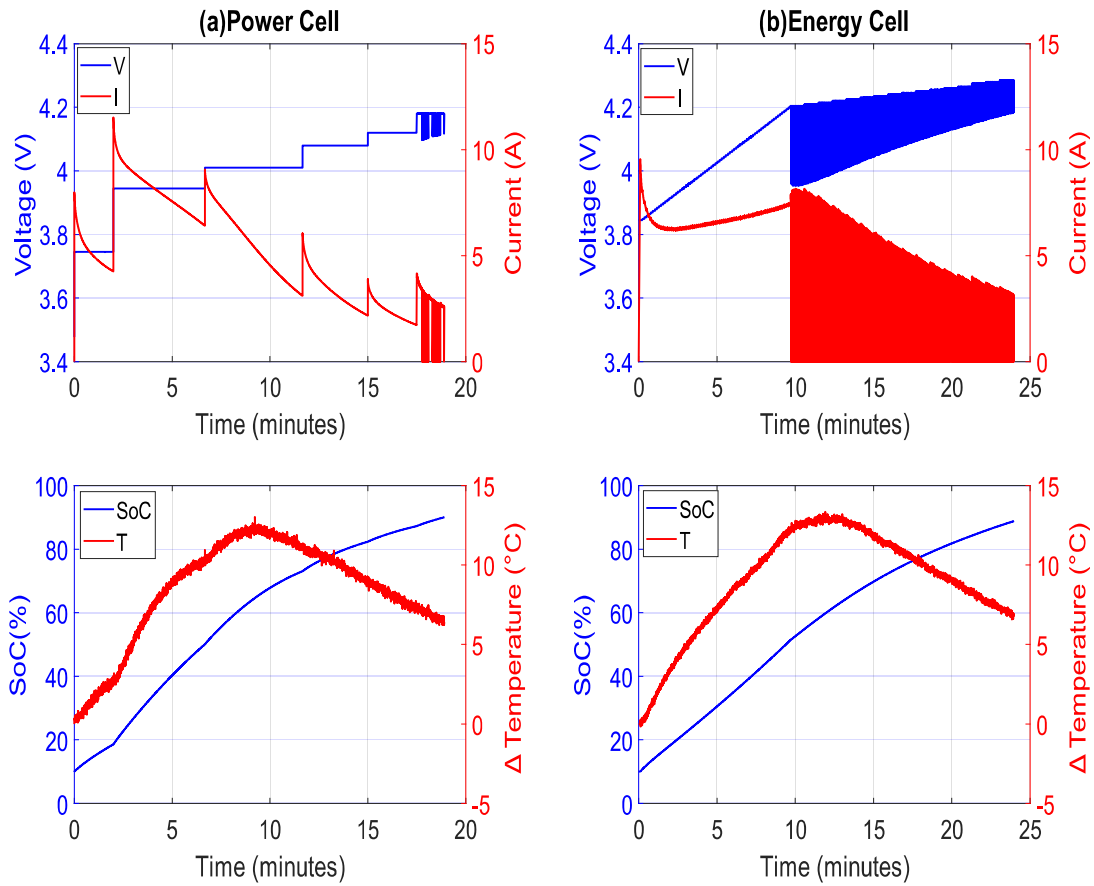 (a)Power Cell
4.4
4.2
4
3.8
3.6
3.4
Voltage (V)
V
I
15
10
5
0
Current (A)
0 5 10 15 20
Time (minutes)
(b)Energy Cell
4.4
4.2
4
3.8
3.6
3.4
Voltage (V)
V
I
15
10
5
0
Current (A)
0 5 10 15 20 25
Time (minutes)
100
80
60
40
20
0
SoC(%)
SoC
T
15
10
5
0
-5
Δ Temperature (°C)
0 5 10 15 20
Time (minutes)
100
80
60
40
20
0
SoC(%)
SoC
T
15
10
5
0
-5
Δ Temperature (°C)
0 5 10 15 20 25
Time (minutes)